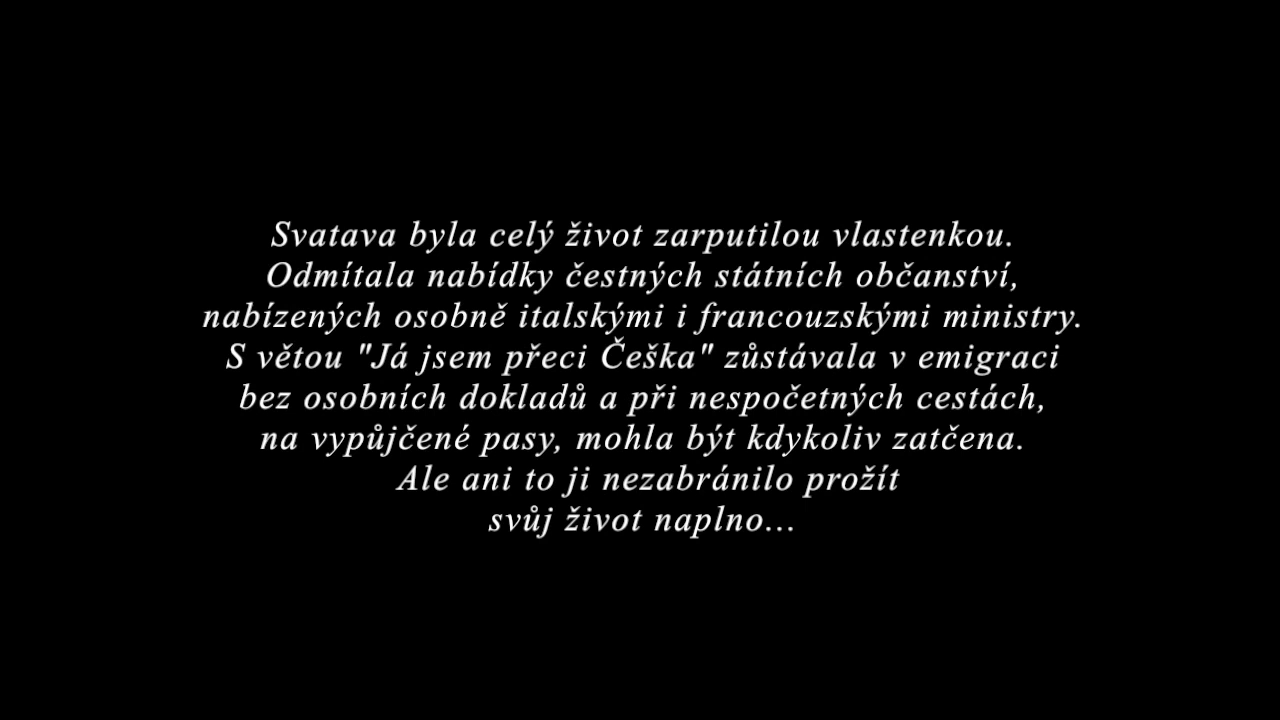 Svatava byla celý život zarputilou vlastenkou.
Odmítala nabídky čestných státních občanství,
nabízených osobně italskými i francouzskými ministry.
S větou "Já jsem přeci Češka" zůstávala v emigraci
bez osobních dokladů a při nespočetných cestách,
na vypůjčené pasy, mohla být kdykoliv zatčena.
Ale ani to ji nezabránilo prožít
svůj život naplno...